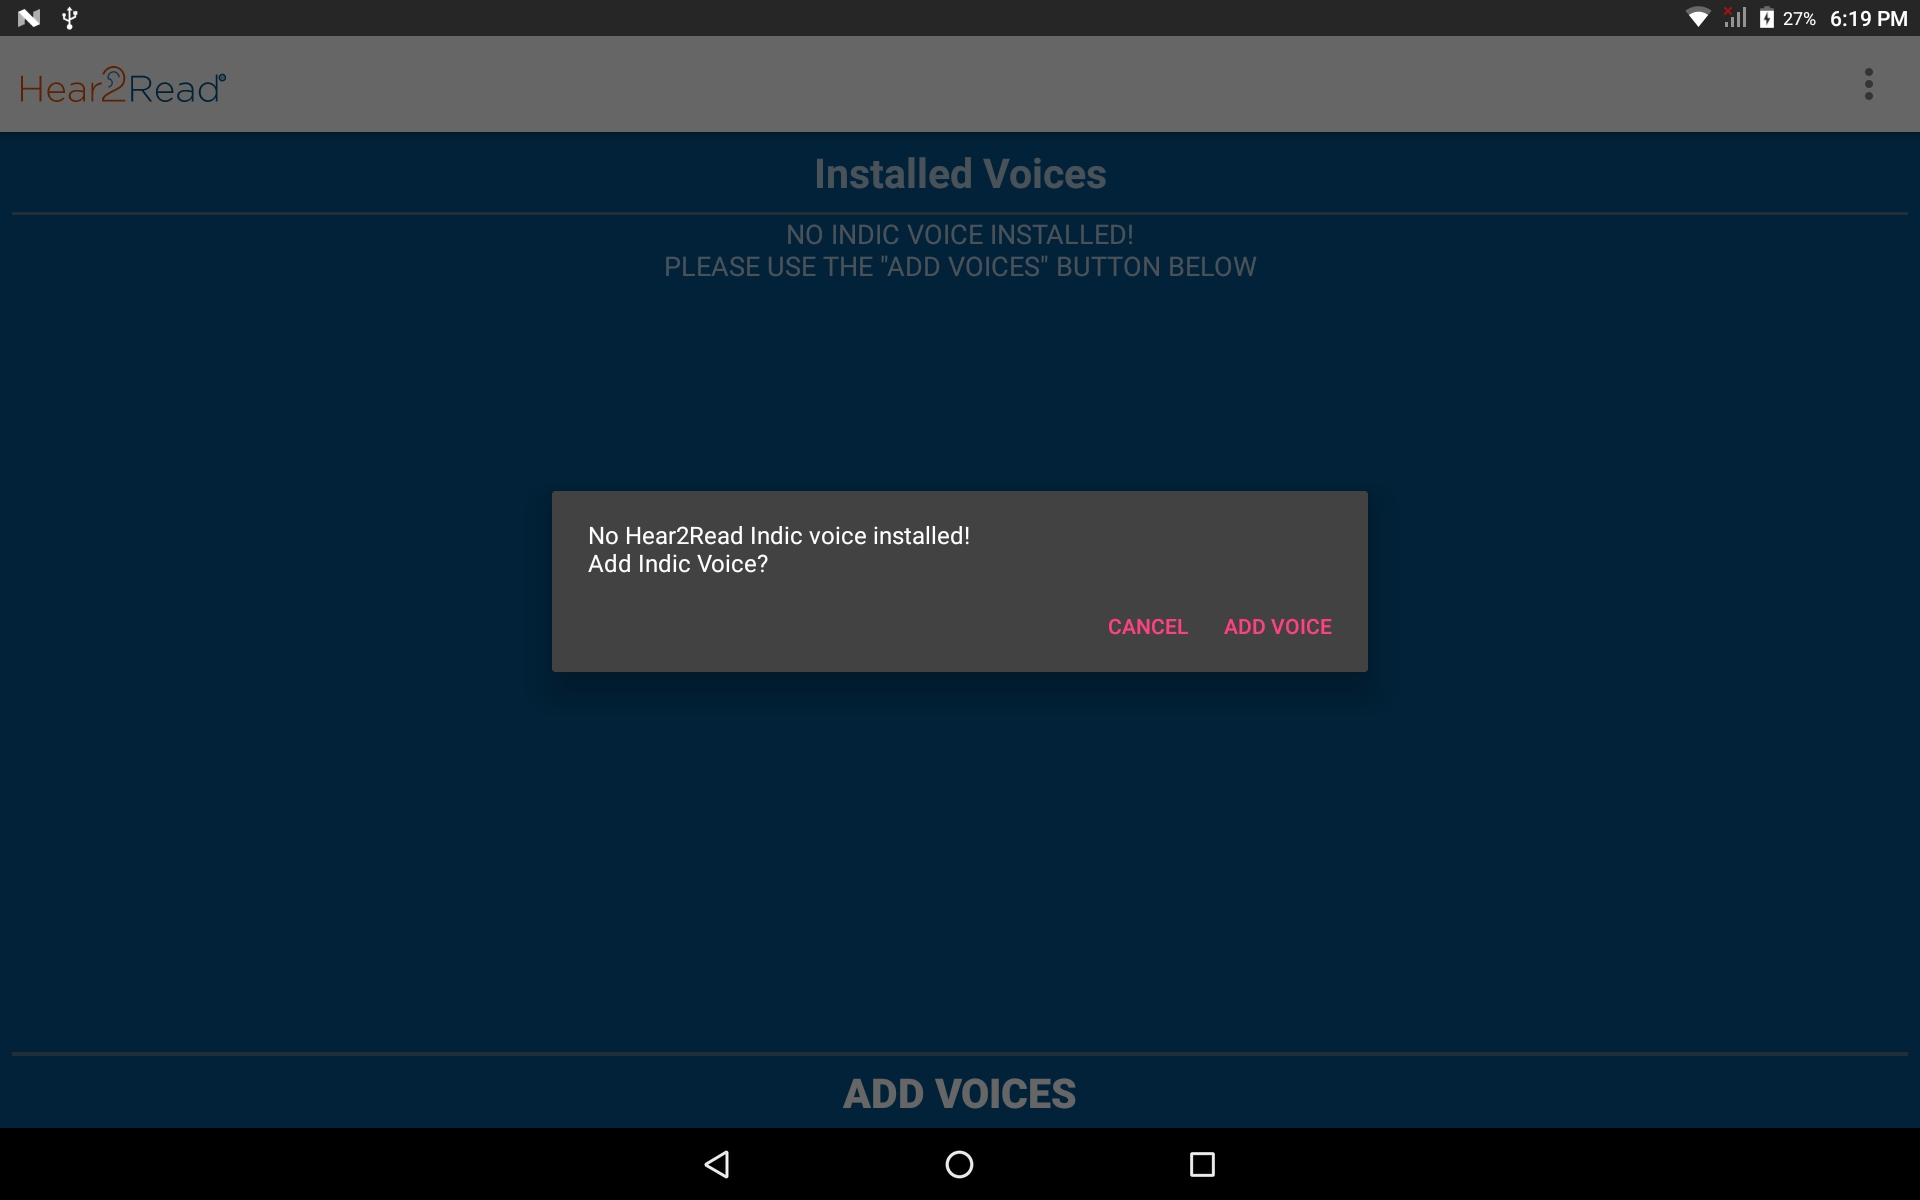 27% 6:19 PM
Hear2Read
Installed Voices
NO INDIC VOICE INSTALLED!
PLEASE USE THE "ADD VOICES" BUTTON BELOW
No Hear2Read Indic voice installed!
Add Indic Voice?
CANCEL ADD VOICE
ADD VOICES